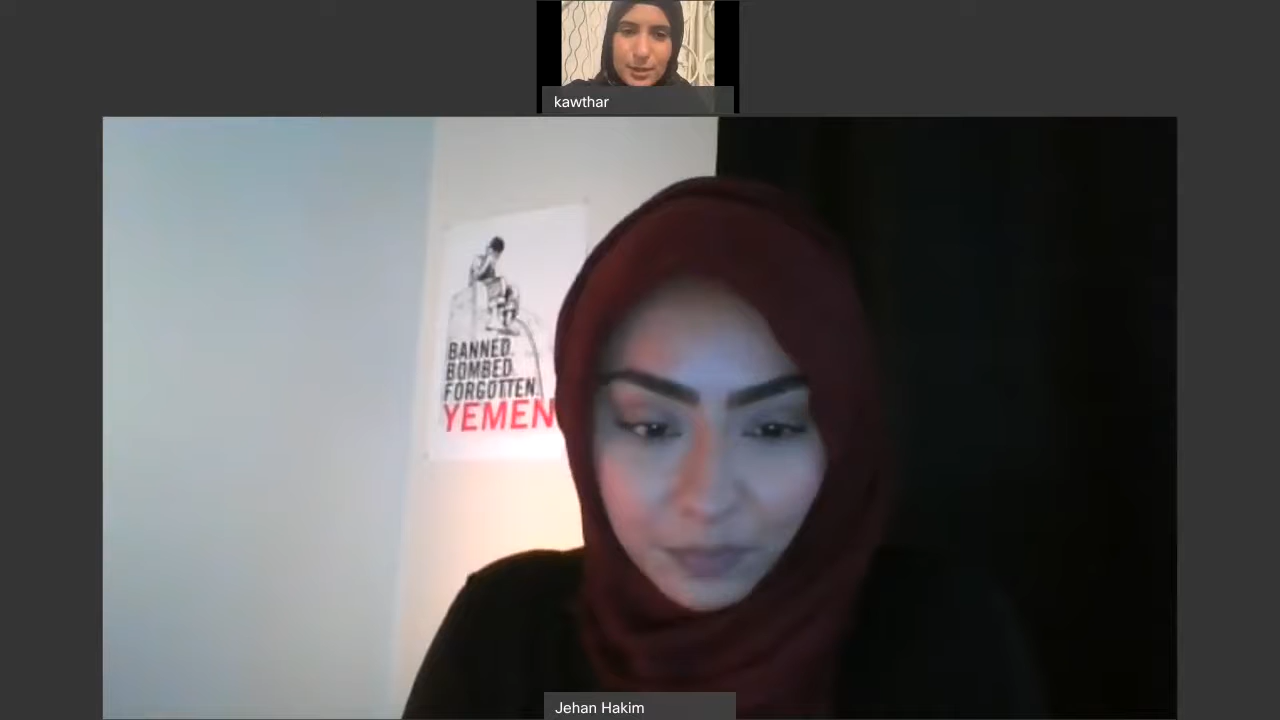 kawthar
BANNED.
BOMBED.
FORGOTTEN.
YEMEN
Jehan Hakim